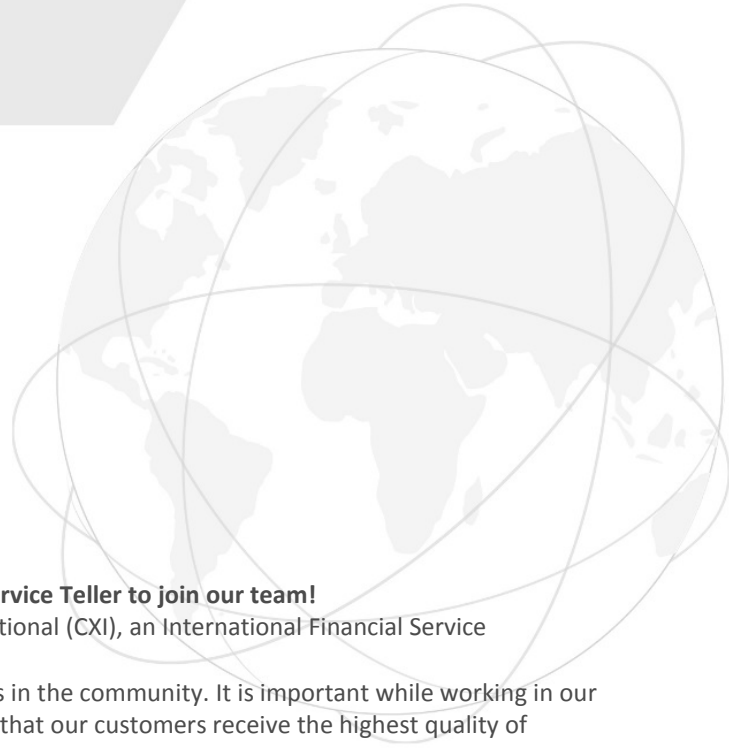 rvice Teller to join our team!
tional (CXI), an International Financial Service
s in the community. It is important while working in our
that our customers receive the highest quality of